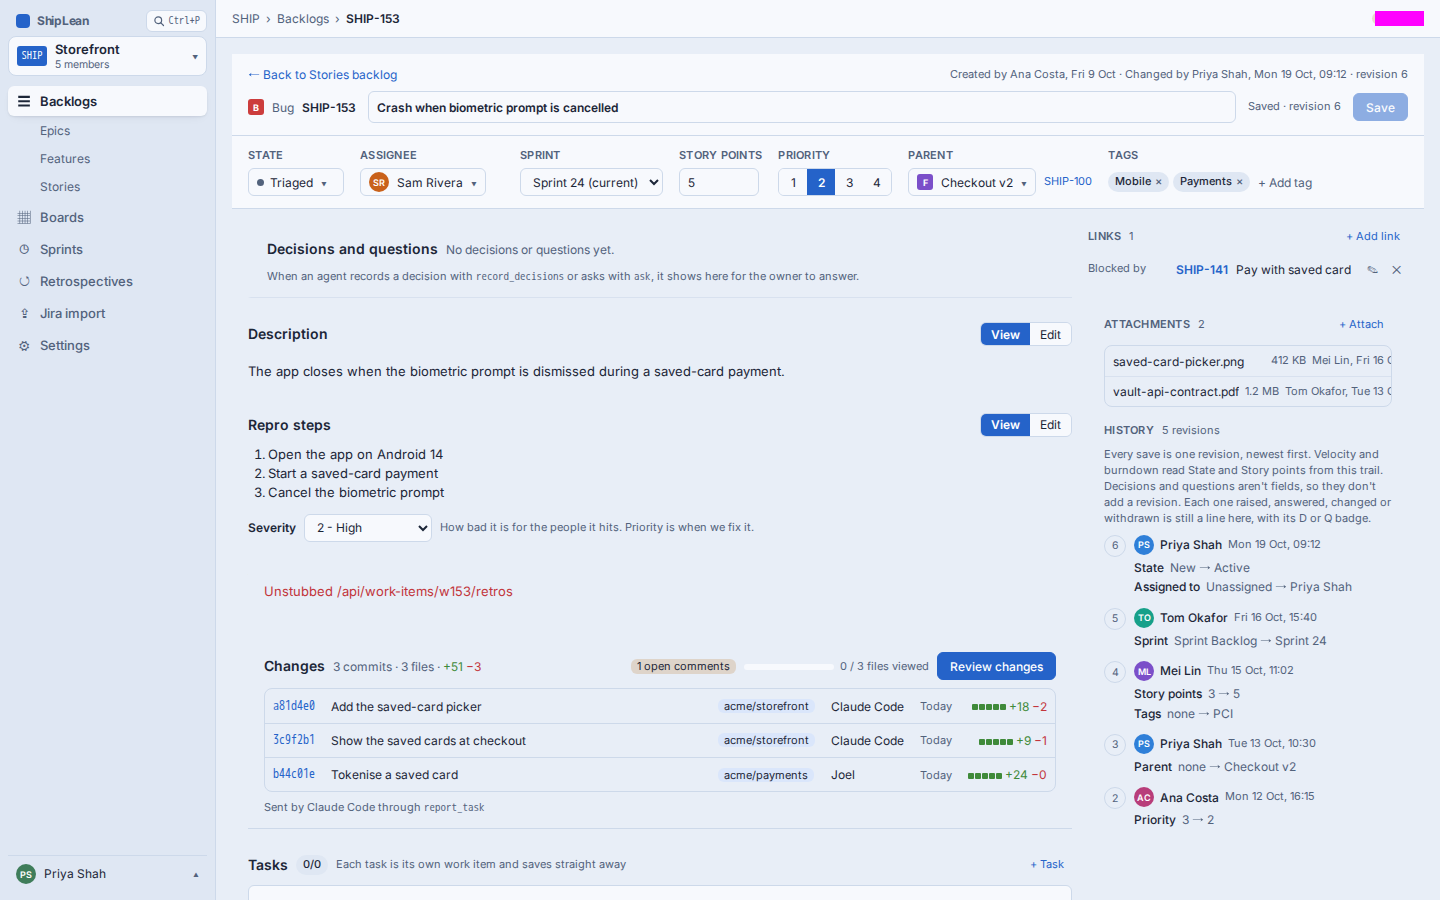 ShipLean
Ctrl+P
SHIP
Storefront
5 members
Backlogs
Epics
Features
Stories
Boards
Sprints
Retrospectives
Jira import
Settings
PS Priya Shah
SHIP › Backlogs › SHIP-153
← Back to Stories backlog
Created by Ana Costa, Fri 9 Oct · Changed by Priya Shah, Mon 19 Oct, 09:12 · revision 6
B Bug SHIP-153 Crash when biometric prompt is cancelled
Saved · revision 6
Save
STATE ASSIGNEE SPRINT STORY POINTS PRIORITY PARENT TAGS
Triaged SR Sam Rivera Sprint 24 (current) 5 1 2 3 4 F Checkout v2 SHIP-100 Mobile × Payments × + Add tag
Decisions and questions No decisions or questions yet.
When an agent records a decision with record_decisions or asks with ask, it shows here for the owner to answer.
Description
View Edit
The app closes when the biometric prompt is dismissed during a saved-card payment.
Repro steps
View Edit
1. Open the app on Android 14
2. Start a saved-card payment
3. Cancel the biometric prompt
Severity 2 - High How bad it is for the people it hits. Priority is when we fix it.
Unstubbed /api/work-items/w153/retros
Changes 3 commits · 3 files · +51 −3
1 open comments 0 / 3 files viewed Review changes
a81d4e0 Add the saved-card picker acme/storefront Claude Code Today +18 −2
3c9f2b1 Show the saved cards at checkout acme/storefront Claude Code Today +9 −1
b44c01e Tokenise a saved card acme/payments Joel Today +24 −0
Sent by Claude Code through report_task
Tasks 0/0 Each task is its own work item and saves straight away
+ Task
LINKS 1
+ Add link
Blocked by SHIP-141 Pay with saved card
ATTACHMENTS 2
+ Attach
saved-card-picker.png 412 KB Mei Lin, Fri 16
vault-api-contract.pdf 1.2 MB Tom Okafor, Tue 13
HISTORY 5 revisions
Every save is one revision, newest first. Velocity and
burndown read State and Story points from this trail.
Decisions and questions aren't fields, so they don't
add a revision. Each one raised, answered, changed or
withdrawn is still a line here, with its D or Q badge.
6 PS Priya Shah Mon 19 Oct, 09:12
State New → Active
Assigned to Unassigned → Priya Shah
5 TO Tom Okafor Fri 16 Oct, 15:40
Sprint Sprint Backlog → Sprint 24
4 ML Mei Lin Thu 15 Oct, 11:02
Story points 3 → 5
Tags none → PCI
3 PS Priya Shah Tue 13 Oct, 10:30
Parent none → Checkout v2
2 AC Ana Costa Mon 12 Oct, 16:15
Priority 3 → 2